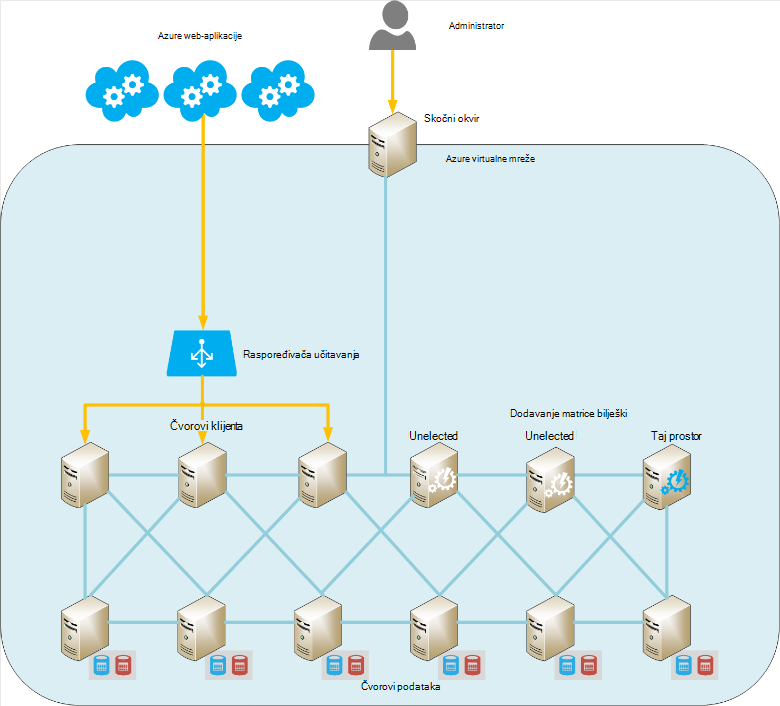 Azure web-aplikacije
Administrator
Skočni okvir
Azure virtualne mreže
Raspoređivača učitavanja
Čvorovi klijenta
Dodavanje matrice bilješki
Unelected
Unelected
Taj prostor
Čvorovi podataka